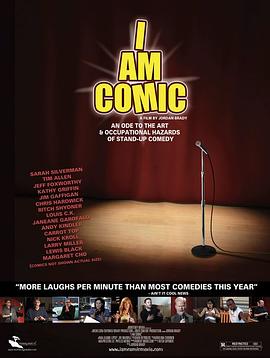 I
AM
COMIC
A FILM BY JORDAN BRADY
AN ODE TO THE ART
& OCCUPATIONAL HAZARDS
OF STAND-UP COMEDY
SARAH SILVERMAN
TIM ALLEN
JEFF FOXWORTHY
KATHY GRIFFIN
JIM GAFFIGAN
CHRIS HARDWICK
RITCH SHYDNER
LOUIS C.K.
JANEANE GAROFALO
ANDY KINDLER
CARROT TOP
NICK KROLL
LARRY MILLER
LEWIS BLACK
MARGARET CHO
(COMICS NOT SHOWN ACTUAL SIZE)
"MORE LAUGHS PER MINUTE THAN MOST COMEDIES THIS YEAR"
- AIN'T IT COOL NEWS
www.iamcomicmovie.com